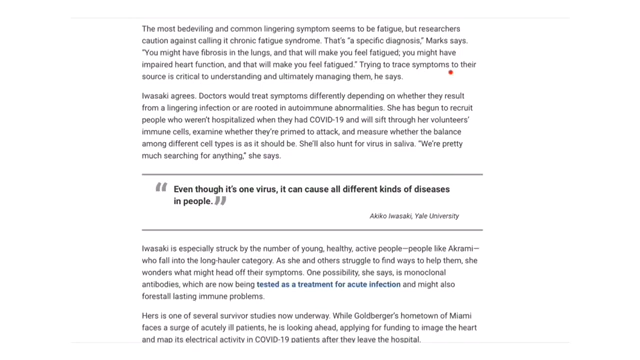 The most bedeviling and common lingering symptom seems to be fatigue, but researchers
caution against calling it chronic fatigue syndrome. That's “a specific diagnosis,” Marks says.
“You might have fibrosis in the lungs, and that will make you feel fatigued; you might have
impaired heart function, and that will make you feel fatigued.” Trying to trace symptoms to their
source is critical to understanding and ultimately managing them, he says.
Iwasaki agrees. Doctors would treat symptoms differently depending on whether they result
from a lingering infection or are rooted in autoimmune abnormalities. She has begun to recruit
people who weren't hospitalized when they had COVID-19 and will sift through her volunteers'
immune cells, examine whether they're primed to attack, and measure whether the balance
among different cell types is as it should be. She'll also hunt for virus in saliva. “We're pretty
much searching for anything,” she says.
“Even though it's one virus, it can cause all different kinds of diseases
in people.”
Akiko Iwasaki, Yale University
Iwasaki is especially struck by the number of young, healthy, active people—people like Akrami—
who fall into the long-hauler category. As she and others struggle to find ways to help them, she
wonders what might head off their symptoms. One possibility, she says, is monoclonal
antibodies, which are now being tested as a treatment for acute infection and might also
forestall lasting immune problems.
Hers is one of several survivor studies now underway. While Goldberger's hometown of Miami
faces a surge of acutely ill patients, he is looking ahead, applying for funding to image the heart
and map its electrical activity in COVID-19 patients after they leave the hospital.